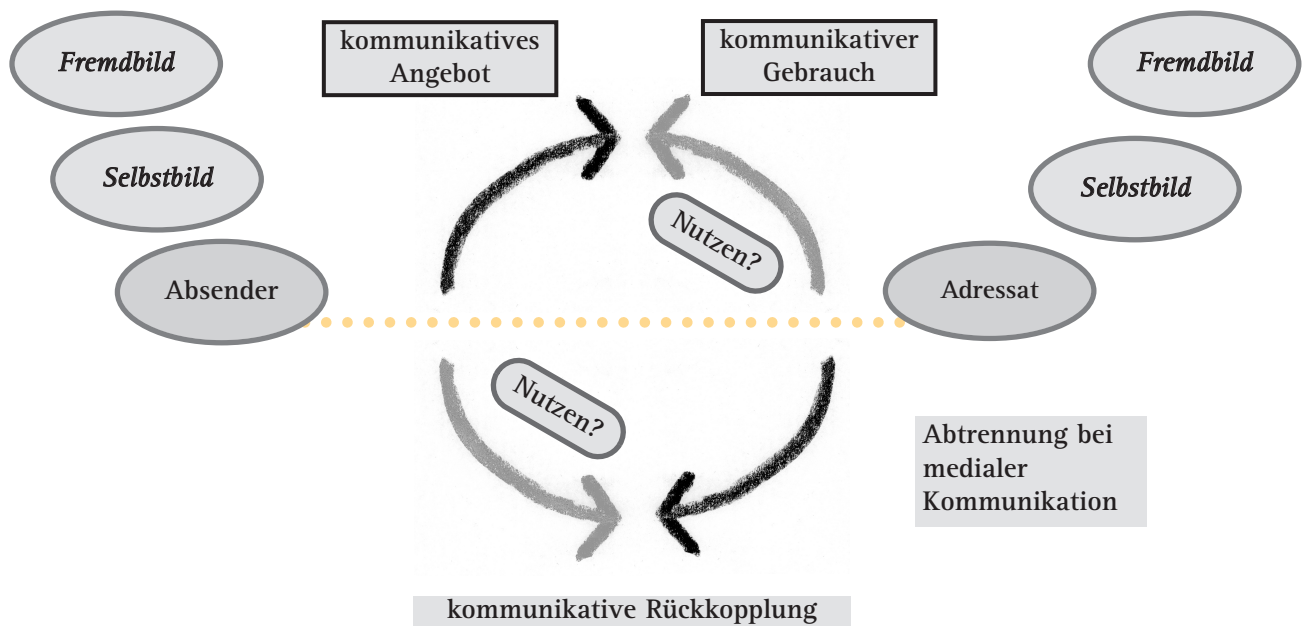 Fremdbild
Selbstbild
Absender
kommunikatives
Angebot
kommunikativer
Gebrauch
Fremdbild
Selbstbild
Adressat
Nutzen?
Nutzen?
Abtrennung bei
medialer
Kommunikation
kommunikative Rückkopplung